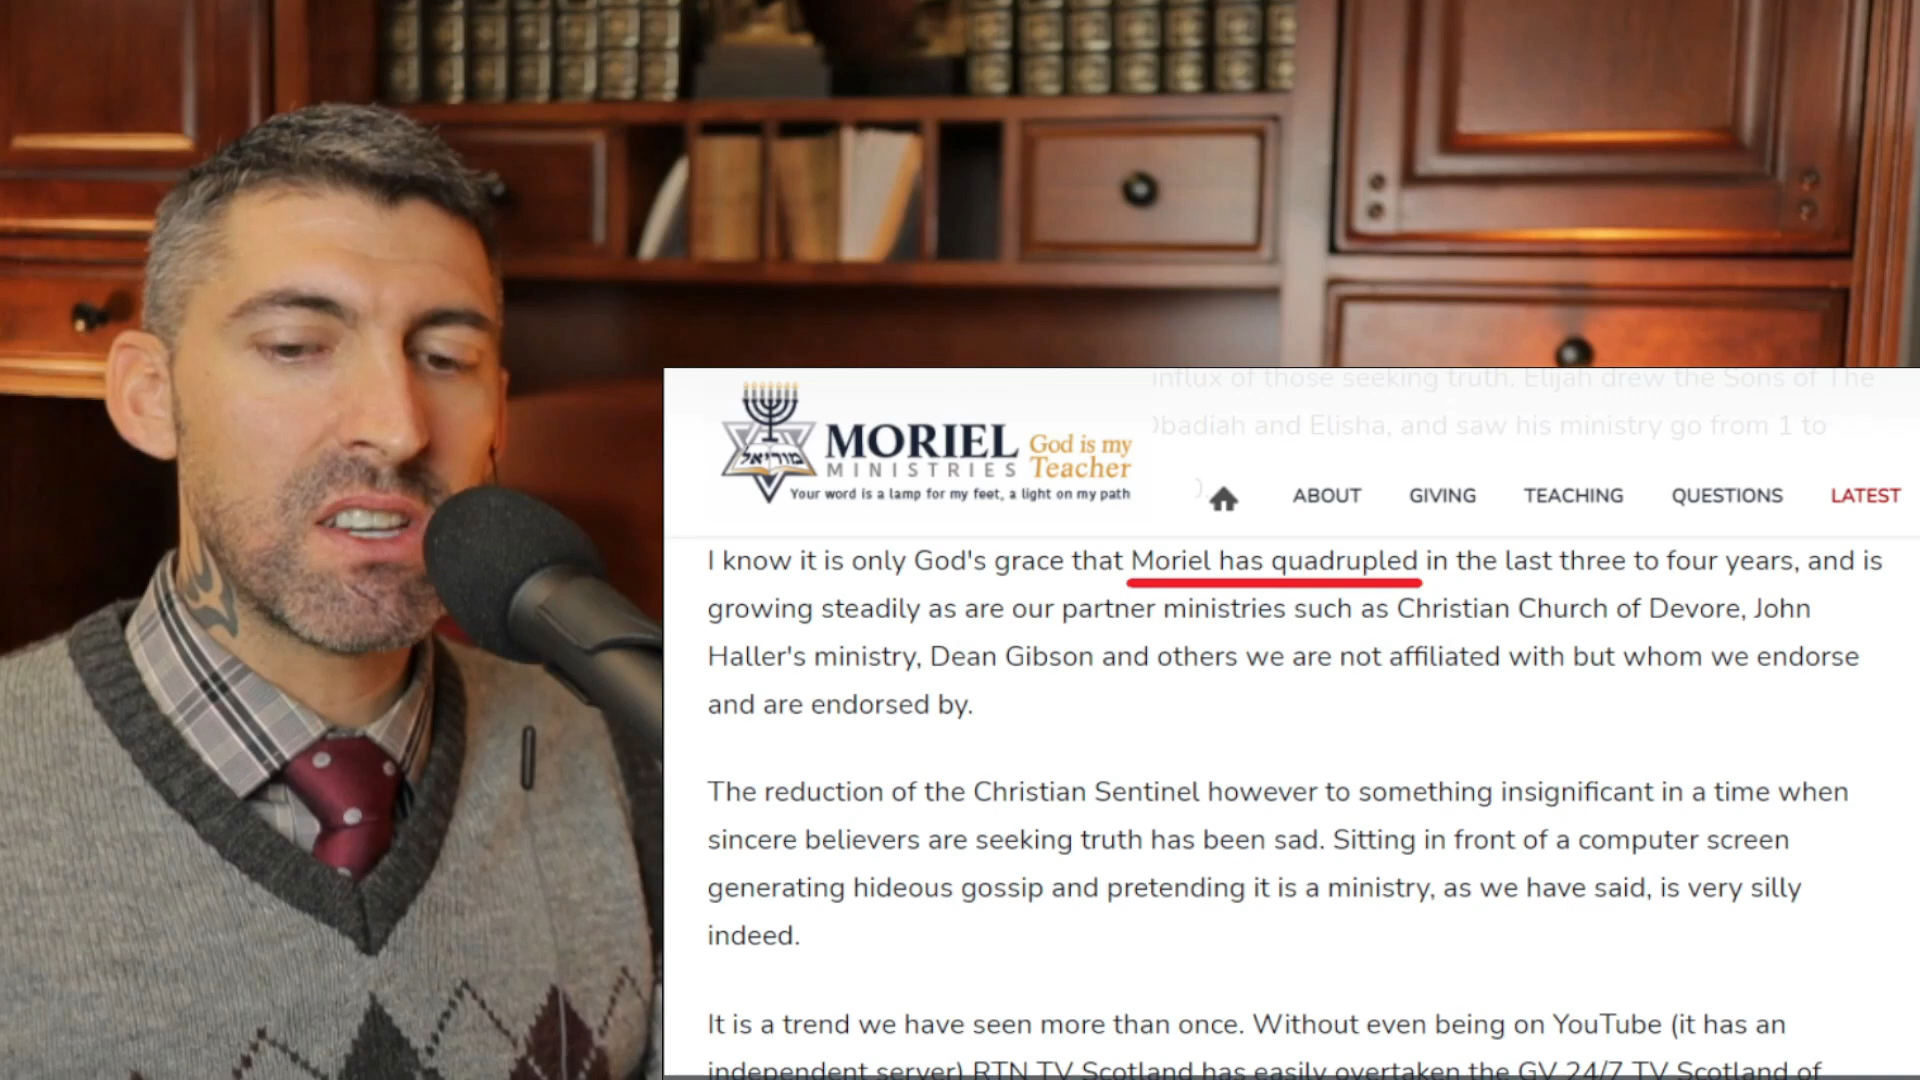 influx of those seeking truth. Elijah drew the Sons of The
Obadiah and Elisha, and saw his ministry go from 1 to
MORIEL
MINISTRIES
God is my
Teacher
מוריאל
Your word is a lamp for my feet, a light on my path
ABOUT GIVING TEACHING QUESTIONS LATEST
I know it is only God's grace that Moriel has quadrupled in the last three to four years, and is
growing steadily as are our partner ministries such as Christian Church of Devore, John
Haller's ministry, Dean Gibson and others we are not affiliated with but whom we endorse
and are endorsed by.
The reduction of the Christian Sentinel however to something insignificant in a time when
sincere believers are seeking truth has been sad. Sitting in front of a computer screen
generating hideous gossip and pretending it is a ministry, as we have said, is very silly
indeed.
It is a trend we have seen more than once. Without even being on YouTube (it has an
independent server) RTN TV Scotland has easily overtaken the GV 24/7 TV Scotland of